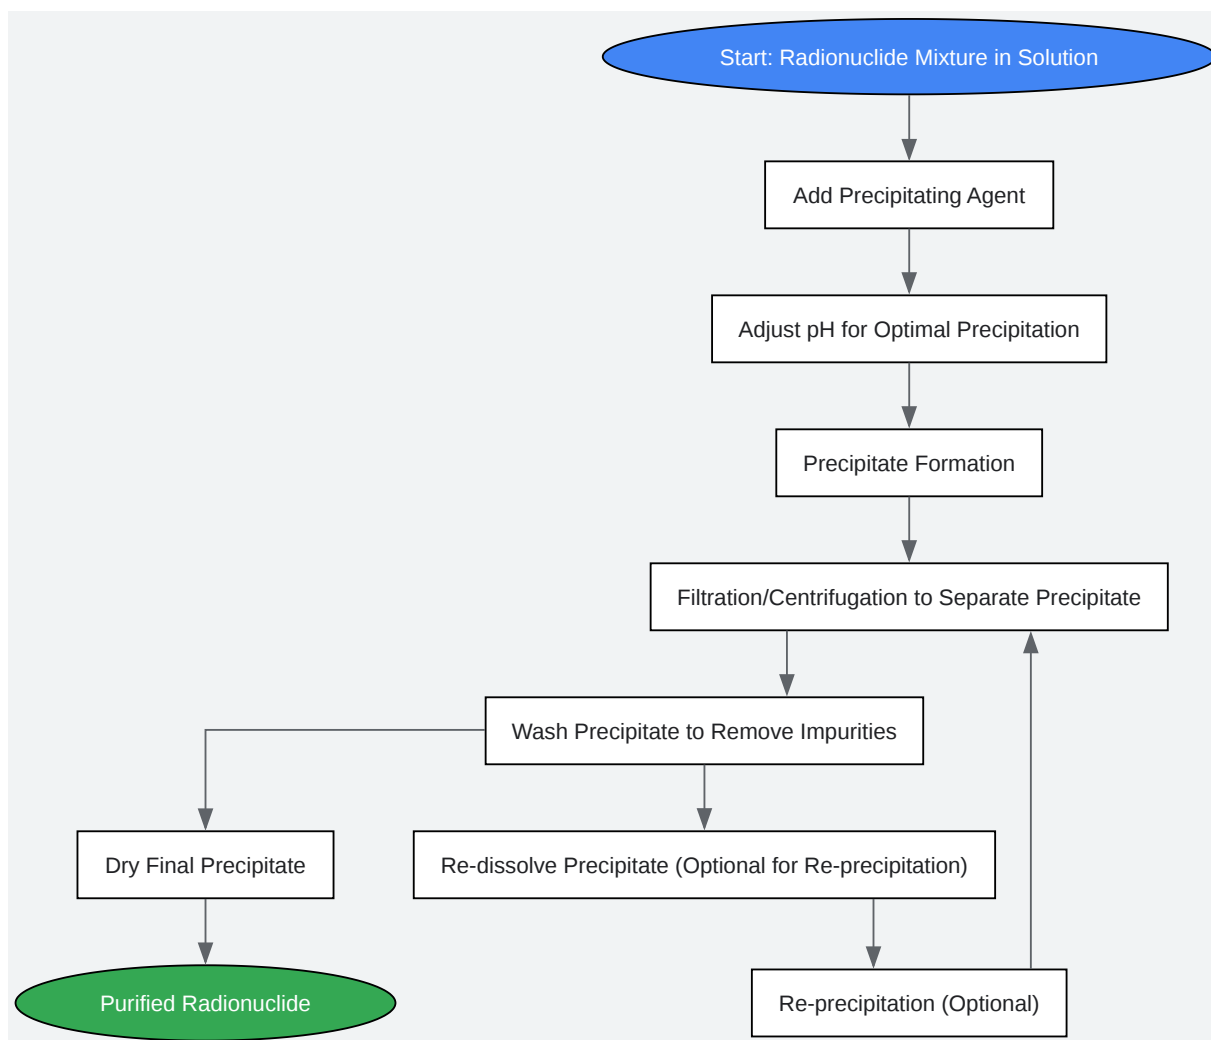 Start: Radionuclide Mixture in Solution
Add Precipitating Agent
Adjust pH for Optimal Precipitation
Precipitate Formation
Filtration/Centrifugation to Separate Precipitate
Wash Precipitate to Remove Impurities
Dry Final Precipitate
Re-dissolve Precipitate (Optional for Re-precipitation)
Purified Radionuclide
Re-precipitation (Optional)